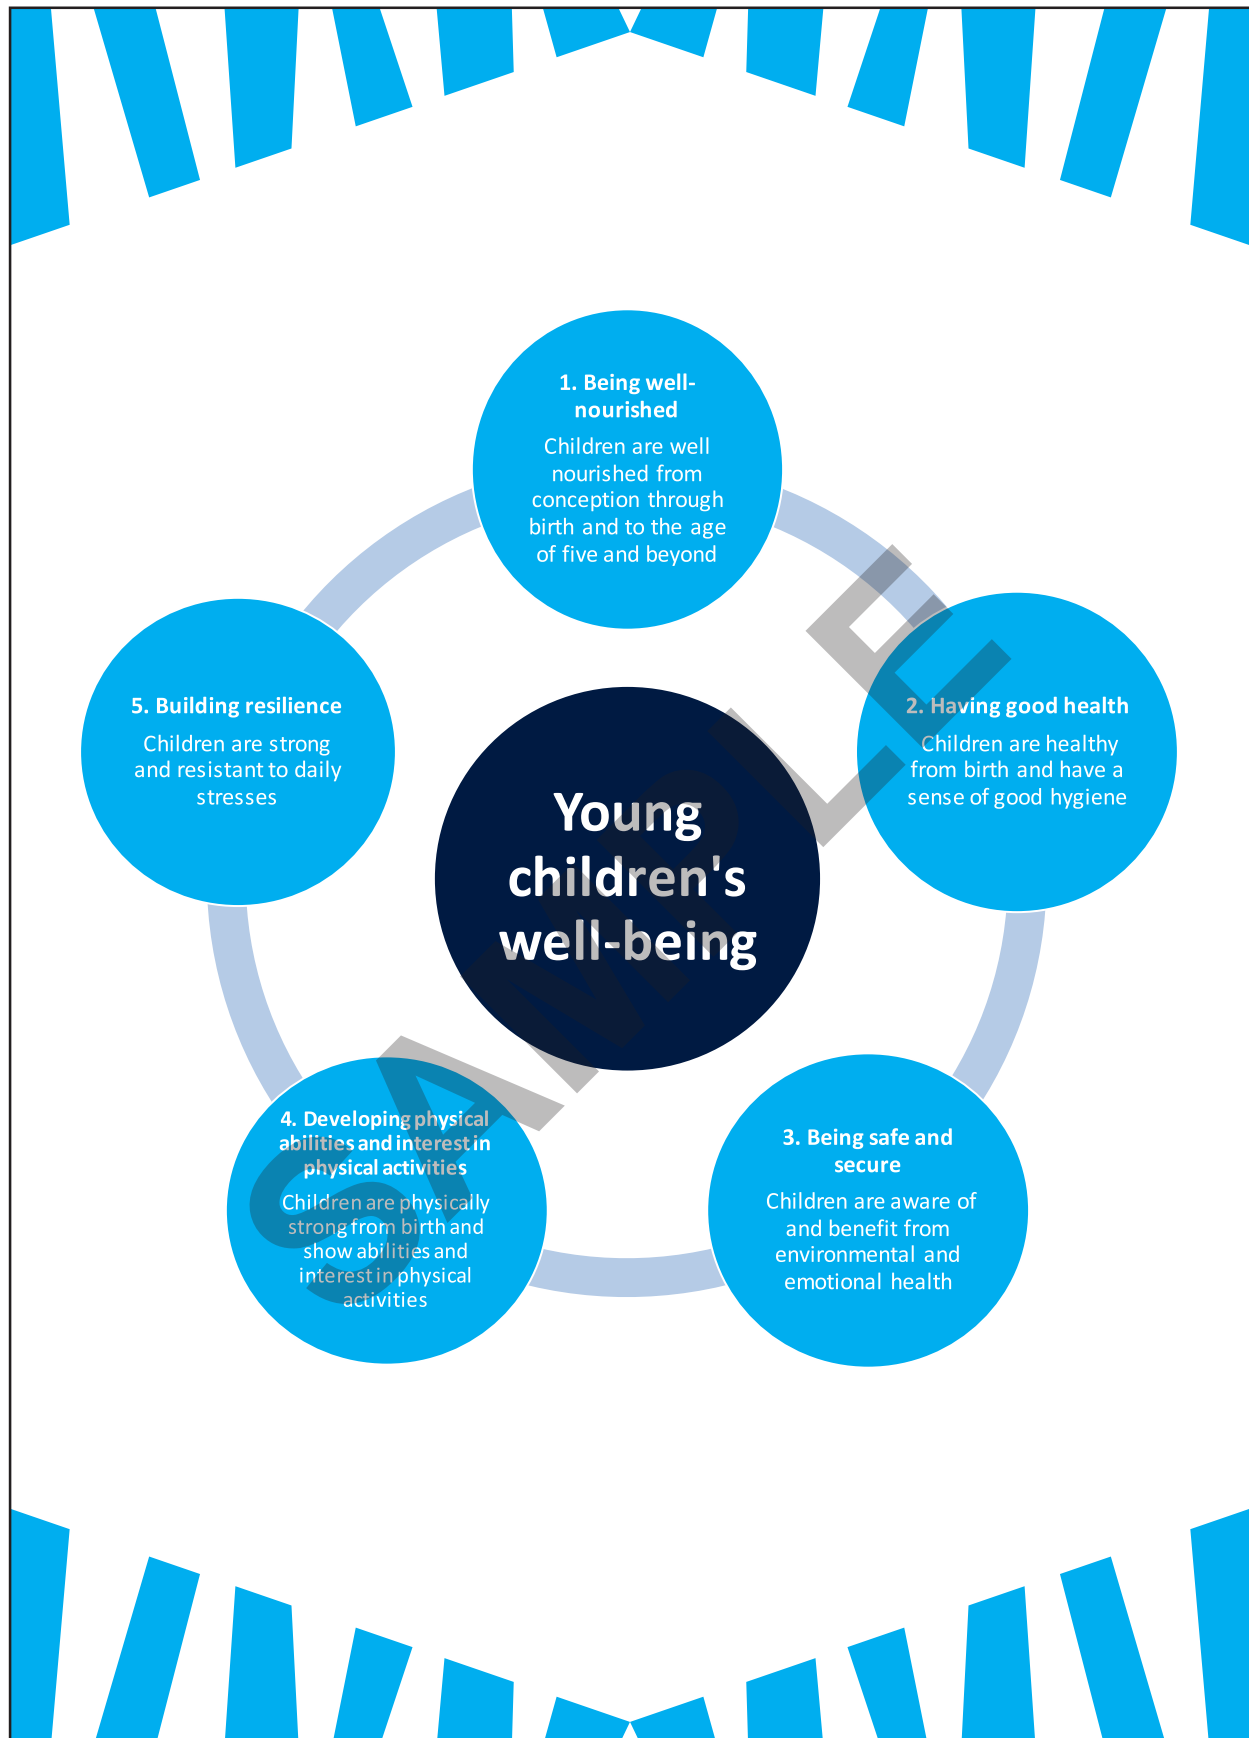 1. Being well-
nourished
Children are well
nourished from
conception through
birth and to the age
of five and beyond
2. Having good health
Children are healthy
from birth and have a
sense of good hygiene
3. Being safe and
secure
Children are aware of
and benefit from
environmental and
emotional health
4. Developing physical
abilities and interest in
physical activities
Children are physically
strong from birth and
show abilities and
interest in physical
activities
5. Building resilience
Children are strong
and resistant to daily
stresses
Young
children's
well-being
SAMPLE